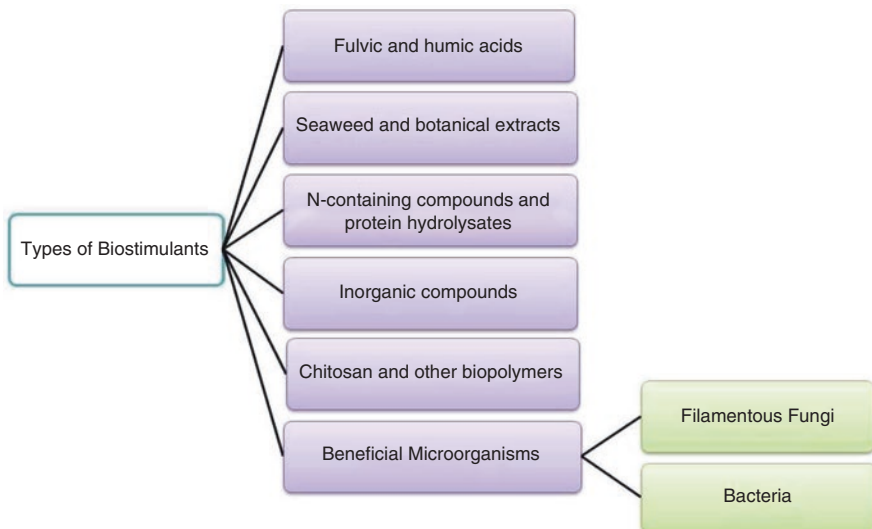 Fulvic and humic acids
Seaweed and botanical extracts
N-containing compounds and
protein hydrolysates
Types of Biostimulants
Inorganic compounds
Chitosan and other biopolymers
Beneficial Microorganisms
Filamentous Fungi
Bacteria